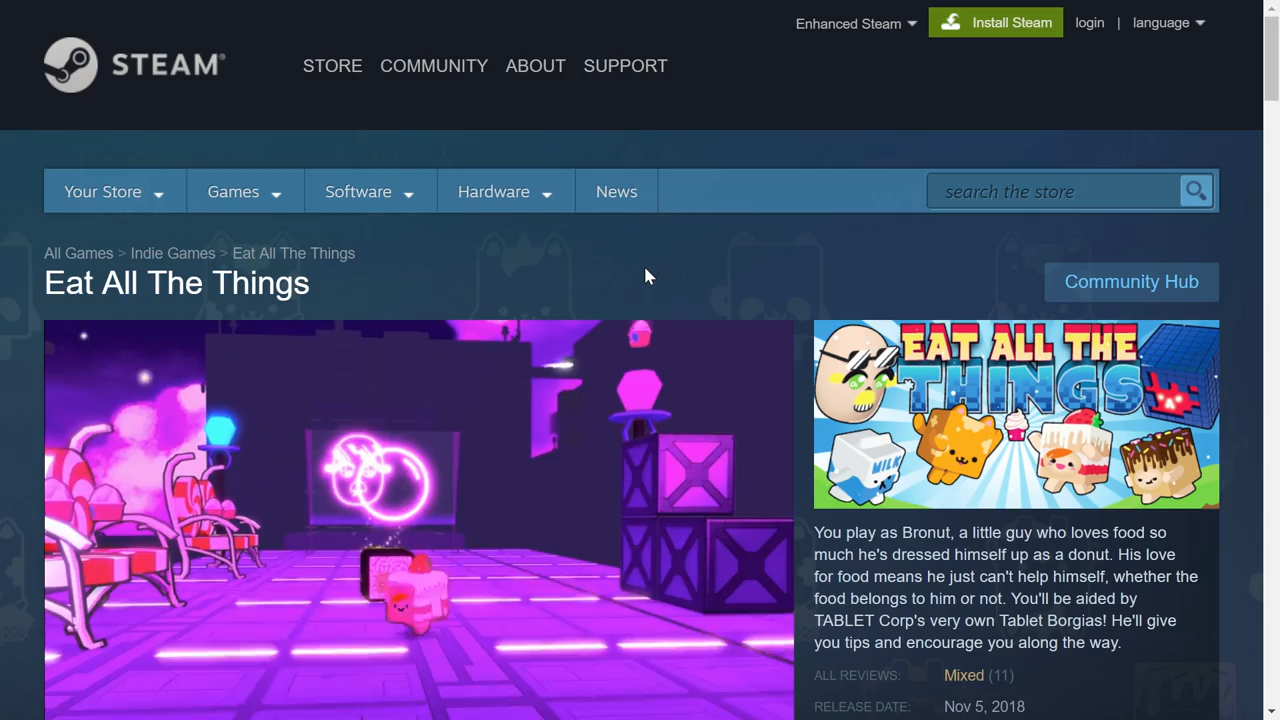 Enhanced Steam
Install Steam
login | language
STEAM®
STORE COMMUNITY ABOUT SUPPORT
Your Store Games Software Hardware News
search the store
All Games > Indie Games > Eat All The Things
Eat All The Things
Community Hub
EAT ALL THE
THINGS
MILK
You play as Bronut, a little guy who loves food so
much he's dressed himself up as a donut. His love
for food means he just can't help himself, whether the
food belongs to him or not. You'll be aided by
TABLET Corp's very own Tablet Borgias! He'll give
you tips and encourage you along the way.
ALL REVIEWS: Mixed (11)
RELEASE DATE: Nov 5, 2018